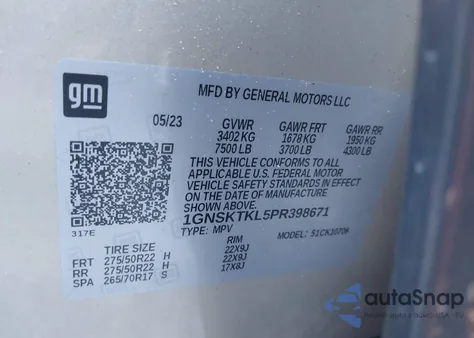 gm
MFD BY GENERAL MOTORS LLC
05/23 GVWR GAWR FRT GAWR RR
3402 KG 1678 KG 1950 KG
7500 LB 3700 LB 4300 LB
THIS VEHICLE CONFORMS TO ALL
APPLICABLE U.S. FEDERAL MOTOR
VEHICLE SAFETY STANDARDS IN EFFECT
ON THE DATE OF MANUFACTURE SHOWN ABOVE.
1GNSKTKL5PR398671
317E
TYPE: MPV MODEL: 51CK10706
TIRE SIZE RIM
FRT 275/50R22 H 22X9J
RR 275/50R22 H 22X9J
SPA 265/70R17 S 17X8J
autaSnap